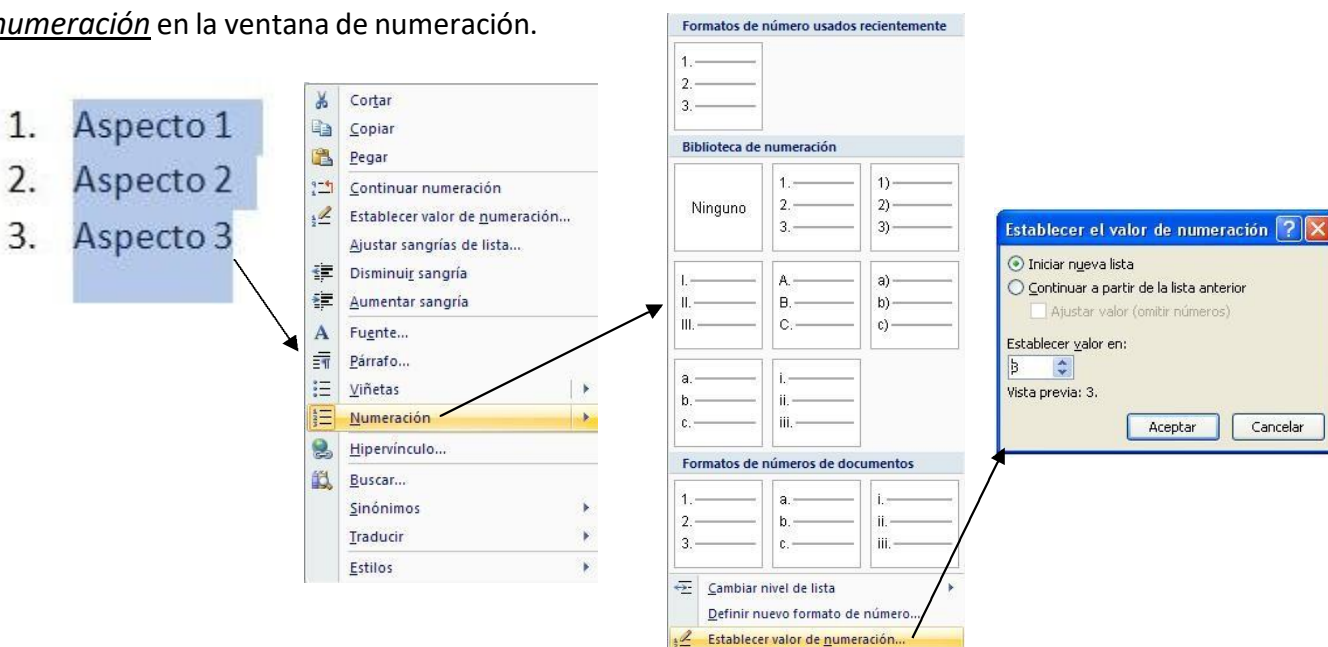 numeración en la ventana de numeración.
1. Aspecto 1
2. Aspecto 2
3. Aspecto 3
Cortar
Copiar
Pegar
Continuar numeración
Establecer valor de numeración...
Ajustar sangrías de lista...
Disminuir sangría
Aumentar sangría
A Fuente...
Párrafo...
Viñetas
Numeración
Hipervínculo...
Buscar...
Sinónimos
Traducir
Estilos
Formatos de número usados recientemente
1.
2.
3.
Biblioteca de numeración
Ninguno
1.
2.
3.
1)
2)
3)
I.
II.
III.
A.
B.
C.
a)
b)
c)
a.
b.
c.
i.
ii.
iii.
Formatos de números de documentos
1.
2.
3.
a.
b.
c.
i.
ii.
iii.
Cambiar nivel de lista
Definir nuevo formato de número...
Establecer valor de numeración...
Establecer el valor de numeración
Iniciar nueva lista
Continuar a partir de la lista anterior
Ajustar valor (omitir números)
Establecer valor en:
3
Vista previa: 3.
Aceptar Cancelar